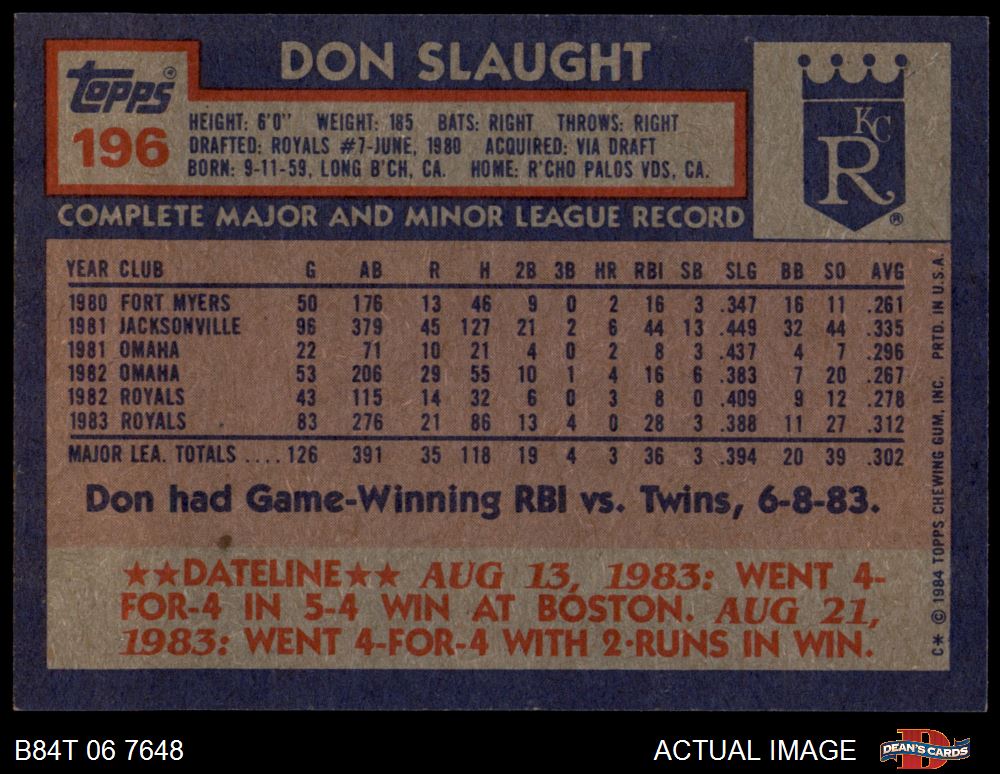 DON SLAUGHT
topps®
196
HEIGHT: 6'0" WEIGHT: 185 BATS: RIGHT THROWS: RIGHT
DRAFTED: ROYALS #7-JUNE, 1980 ACQUIRED: VIA DRAFT
BORN: 9-11-59, LONG B'CH, CA. HOME: R'CHO PALOS VDS, CA.
KC
R
®
COMPLETE MAJOR AND MINOR LEAGUE RECORD
YEAR CLUB G AB R H 2B 3B HR RBI SB SLG BB SO AVG
1980 FORT MYERS 50 176 13 46 9 0 2 16 3 .347 16 11 .261
1981 JACKSONVILLE 96 379 45 127 21 2 6 44 13 .449 32 44 .335
1981 OMAHA 22 71 10 21 4 0 2 8 3 .437 4 7 .296
1982 OMAHA 53 206 29 55 10 1 4 16 6 .383 7 20 .267
1982 ROYALS 43 115 14 32 6 0 3 8 0 .409 9 12 .278
1983 ROYALS 83 276 21 86 13 4 0 28 3 .388 11 27 .312
MAJOR LEA. TOTALS .... 126 391 35 118 19 4 3 36 3 .394 20 39 .302
Don had Game-Winning RBI vs. Twins, 6-8-83.
★★DATELINE★★ AUG 13, 1983: WENT 4-
FOR-4 IN 5-4 WIN AT BOSTON. AUG 21,
1983: WENT 4-FOR-4 WITH 2-RUNS IN WIN.
C* © 1984 TOPPS CHEWING GUM, INC. PRTD. IN U.S.A.
B84T 06 7648
ACTUAL IMAGE
DEAN'S CARDS